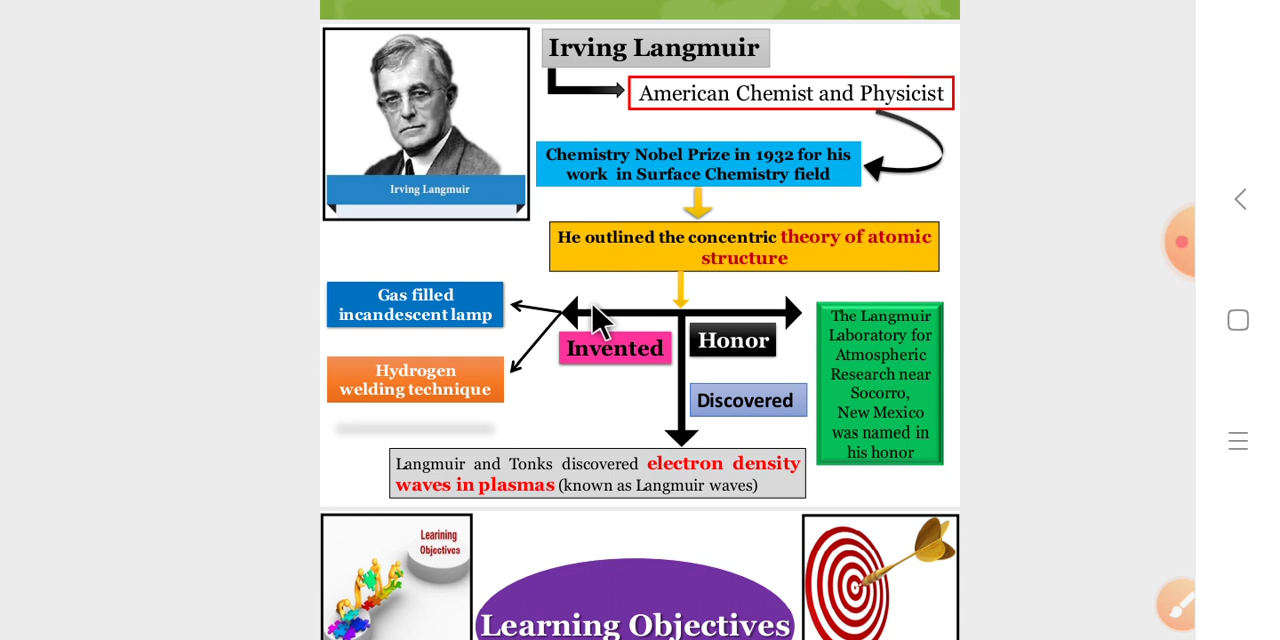 Irving Langmuir
American Chemist and Physicist
Chemistry Nobel Prize in 1932 for his
work in Surface Chemistry field
Irving Langmuir
He outlined the concentric theory of atomic
structure
Gas filled
incandescent lamp
Invented
Honor
The Langmuir
Laboratory for
Atmospheric
Research near
Socorro,
New Mexico
was named in
his honor
Hydrogen
welding technique
Discovered
Langmuir and Tonks discovered electron density
waves in plasmas (known as Langmuir waves)
Learining
Objectives
Learning Objectives